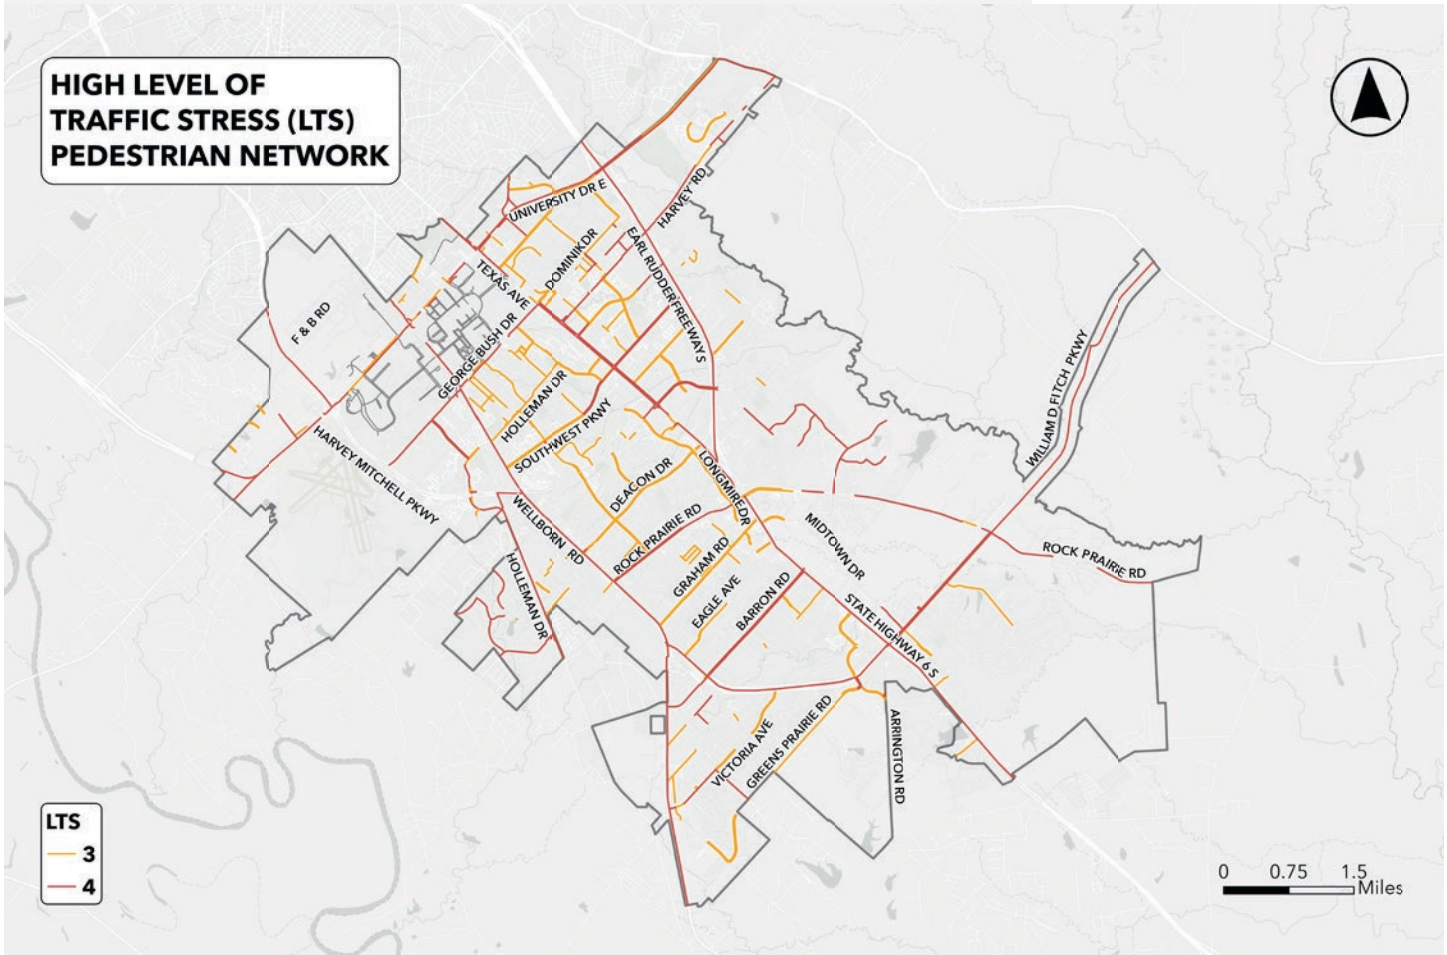 HIGH LEVEL OF
TRAFFIC STRESS (LTS)
PEDESTRIAN NETWORK
UNIVERSITY DR E
HARVEY RD
DOMINIK DR
EARL RUDDER FREEWAY S
TEXAS AVE
F & B RD
GEORGE BUSH DR
WILLIAM D FITCH PKWY
HOLLEMAN DR
SOUTHWEST PKWY
HARVEY MITCHELL PKWY
LONGMIRE DR
DEACON DR
WELLBORN RD
ROCK PRAIRIE RD
MIDTOWN DR
ROCK PRAIRIE RD
GRAHAM RD
HOLLEMAN DR
EAGLE AVE
BARRON RD
STATE HIGHWAY 6 S
VICTORIA AVE
GREENS PRAIRIE RD
ARRINGTON RD
LTS
3
4
0 0.75 1.5
Miles